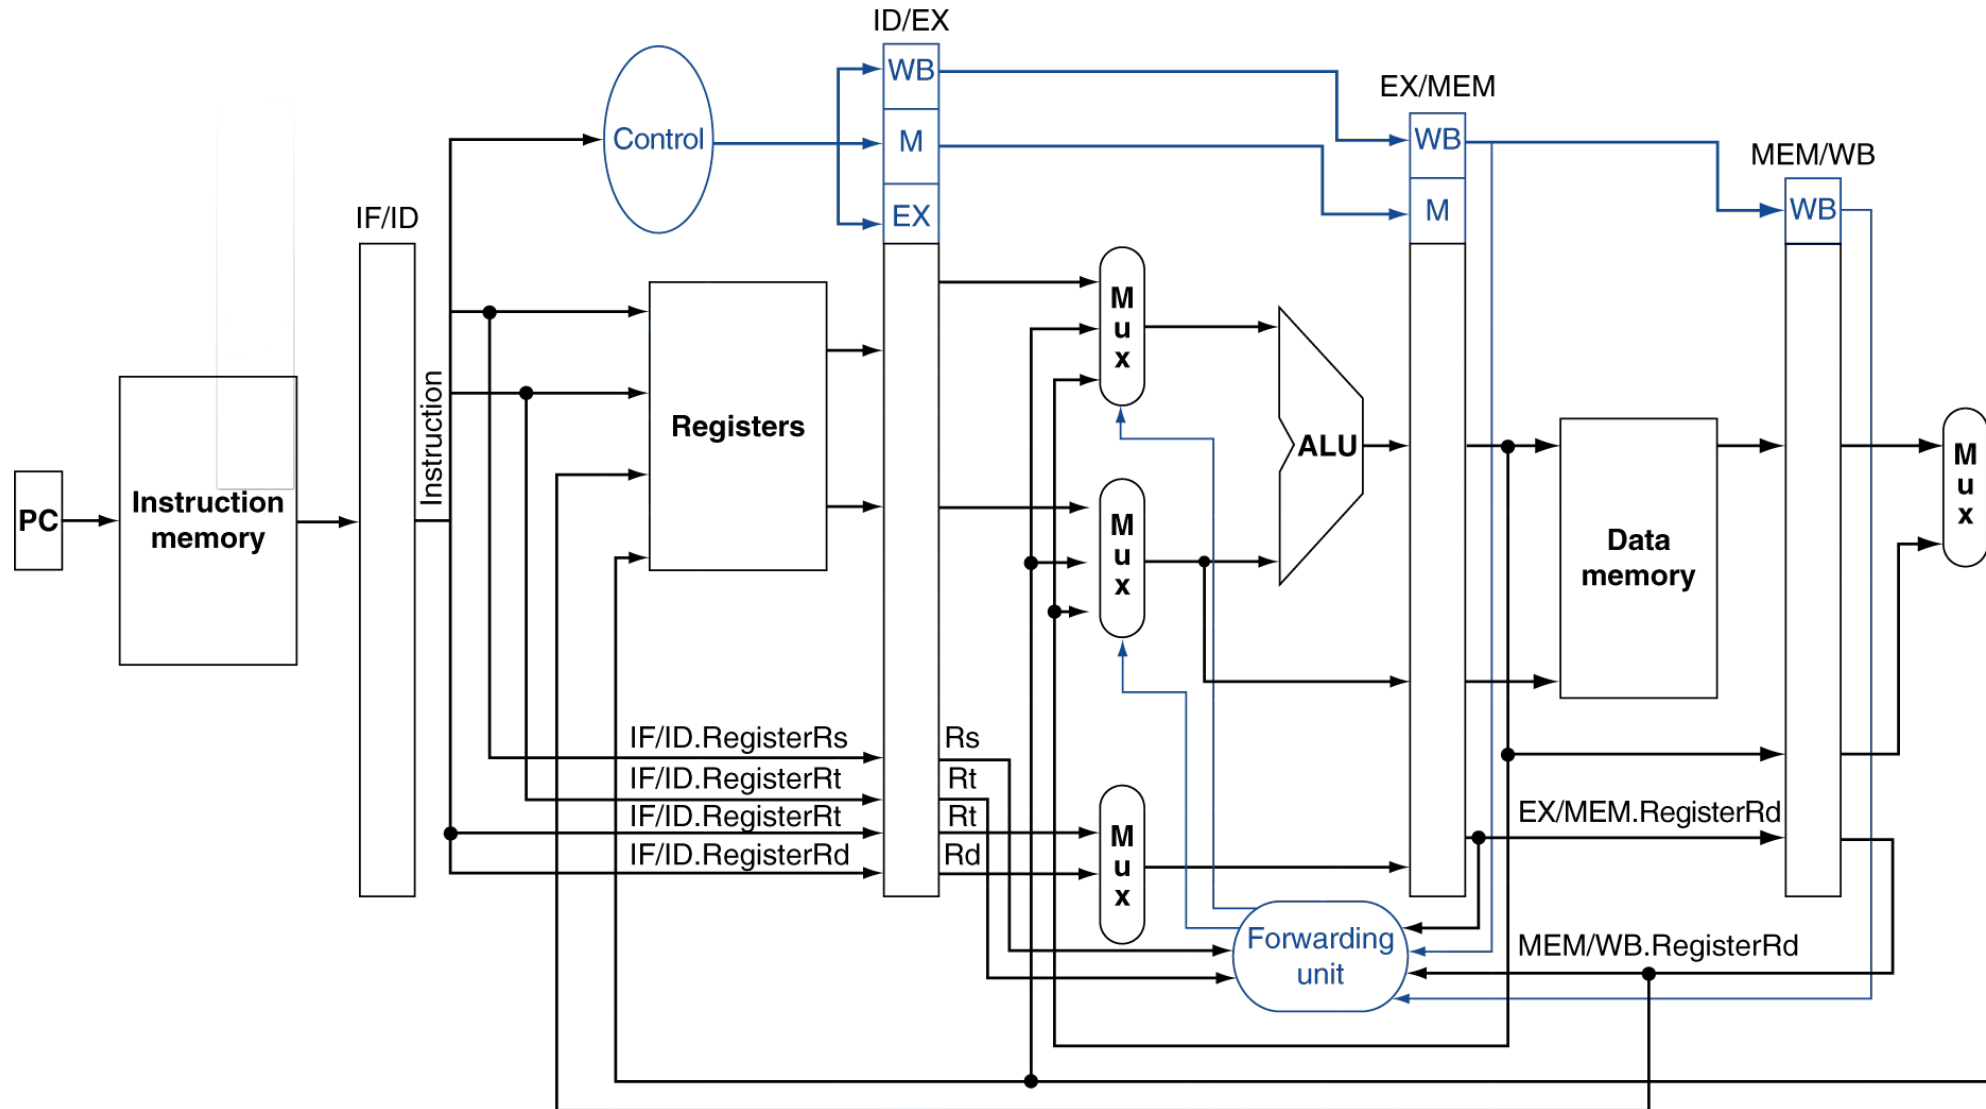 ID/EX
WB
EX/MEM
Control
M
WB
MEM/WB
IF/ID
EX
M
WB
M
u
x
Instruction
Registers
ALU
M
u
x
PC
Instruction
memory
M
u
x
Data
memory
IF/ID.RegisterRs
Rs
IF/ID.RegisterRt
Rt
IF/ID.RegisterRt
Rt
EX/MEM.RegisterRd
IF/ID.RegisterRd
Rd
M
u
x
Forwarding
unit
MEM/WB.RegisterRd